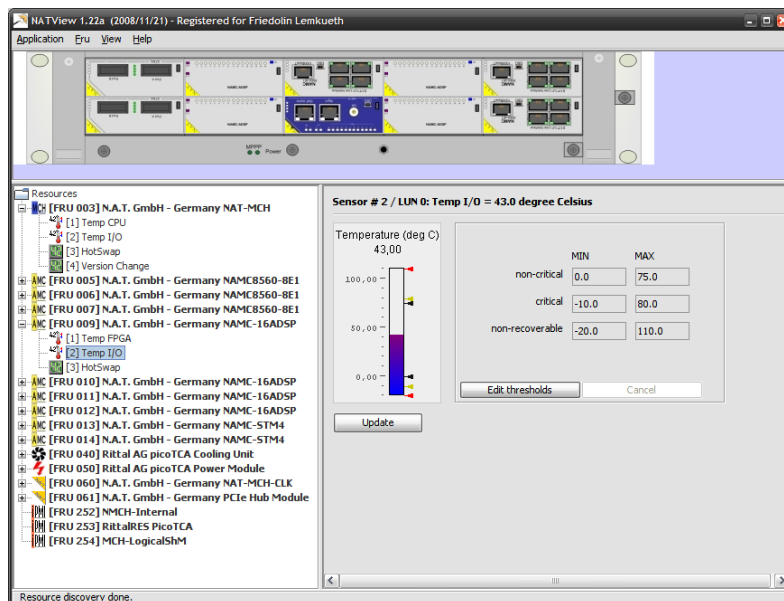 NATView 1.22a (2008/11/21) - Registered for Friedolin Lemkueth
Application Fru View Help
MPPP
Power
Resources
[FRU 003] N.A.T. GmbH - Germany NAT-MCH
[1] Temp CPU
[2] Temp I/O
[3] HotSwap
[4] Version Change
[FRU 005] N.A.T. GmbH - Germany NAMC8560-8E1
[FRU 006] N.A.T. GmbH - Germany NAMC8560-8E1
[FRU 007] N.A.T. GmbH - Germany NAMC8560-8E1
[FRU 009] N.A.T. GmbH - Germany NAMC-16ADSP
[1] Temp FPGA
[2] Temp I/O
[3] HotSwap
[FRU 010] N.A.T. GmbH - Germany NAMC-16ADSP
[FRU 011] N.A.T. GmbH - Germany NAMC-16ADSP
[FRU 012] N.A.T. GmbH - Germany NAMC-16ADSP
[FRU 013] N.A.T. GmbH - Germany NAMC-STM4
[FRU 014] N.A.T. GmbH - Germany NAMC-STM4
[FRU 040] Rittal AG picoTCA Cooling Unit
[FRU 050] Rittal AG picoTCA Power Module
[FRU 060] N.A.T. GmbH - Germany NAT-MCH-CLK
[FRU 061] N.A.T. GmbH - Germany PCIe Hub Module
[FRU 252] NMCH-Internal
[FRU 253] RittalRES PicoTCA
[FRU 254] MCH-LogicalShM
Sensor # 2 / LUN 0: Temp I/O = 43.0 degree Celsius
Temperature (deg C)
43,00
100,00
50,00
0,00
MIN MAX
non-critical 0.0 75.0
critical -10.0 80.0
non-recoverable -20.0 110.0
Edit thresholds Cancel
Update
Resource discovery done.